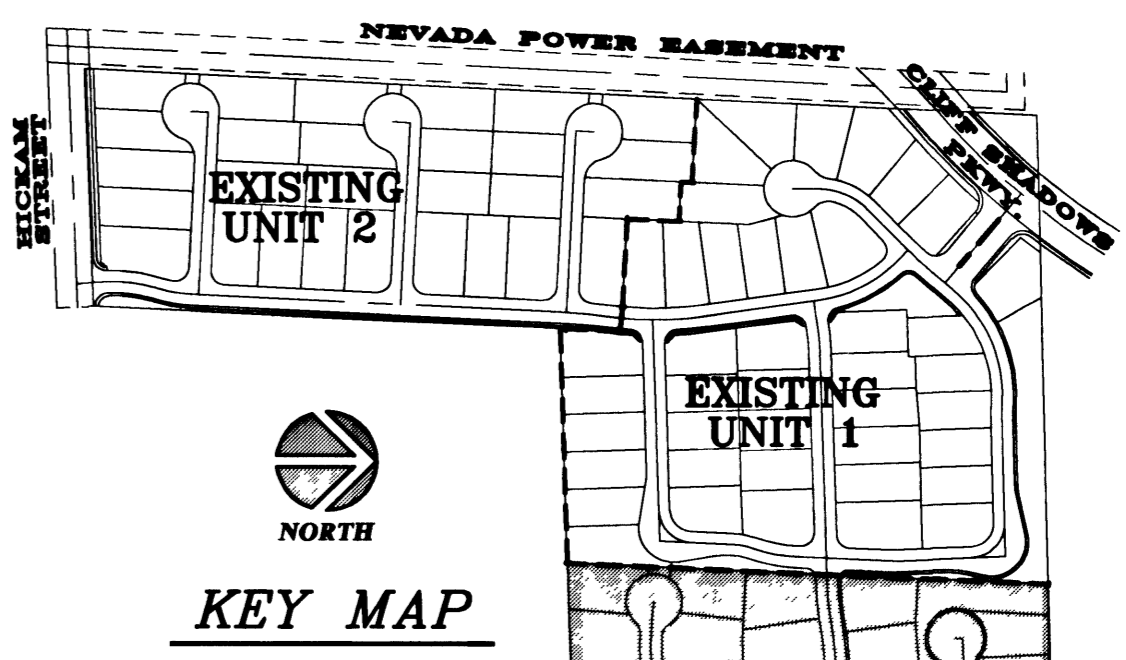 NEVADA POWER EASEMENT
CLIFF SHADOWS
PKWY.
HICKAM
STREET
EXISTING
UNIT 2
EXISTING
UNIT 1
NORTH
KEY MAP